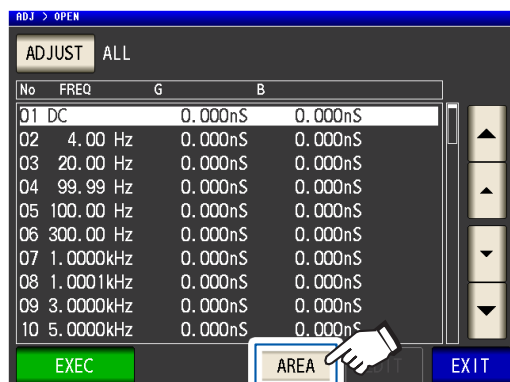 ADJ > OPEN
ADJUST ALL
No FREQ G B
01 DC 0.000nS 0.000nS
02 4.00 Hz 0.000nS 0.000nS
03 20.00 Hz 0.000nS 0.000nS
04 99.99 Hz 0.000nS 0.000nS
05 100.00 Hz 0.000nS 0.000nS
06 300.00 Hz 0.000nS 0.000nS
07 1.0000kHz 0.000nS 0.000nS
08 1.0001kHz 0.000nS 0.000nS
09 3.0000kHz 0.000nS 0.000nS
10 5.0000kHz 0.000nS 0.000nS
EXEC AREA EXIT